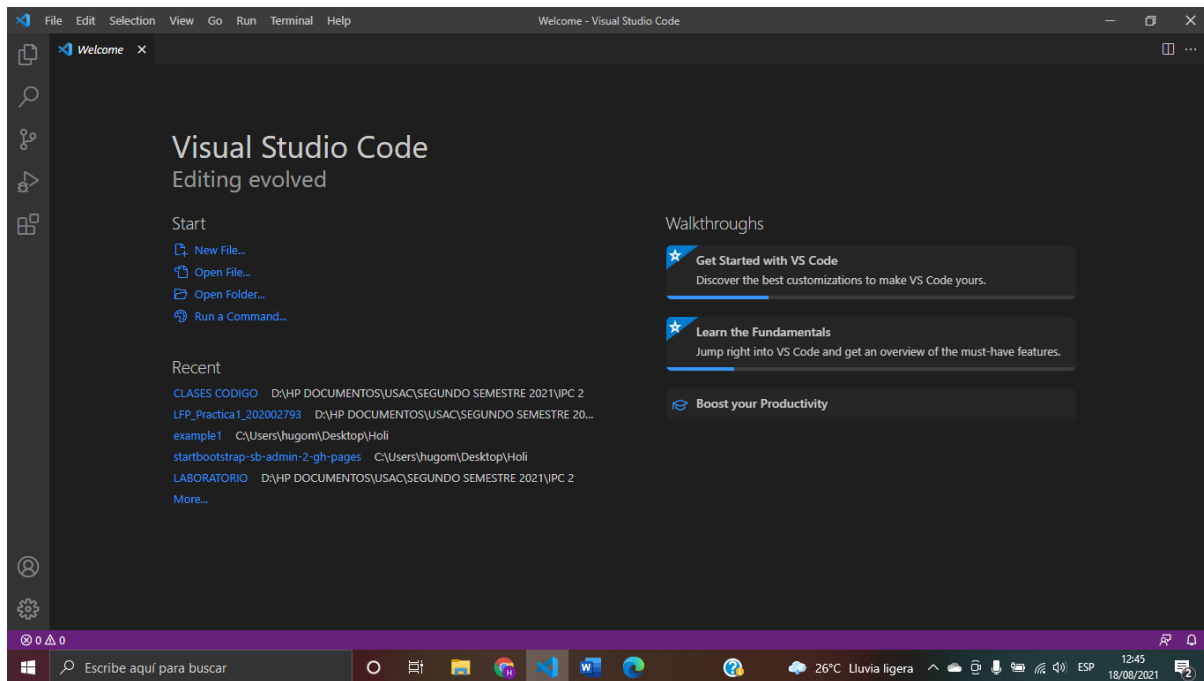 File Edit Selection View Go Run Terminal Help
Welcome - Visual Studio Code
Welcome
Visual Studio Code
Editing evolved
Start
New File...
Open File...
Open Folder...
Run a Command...
Recent
CLASES CODIGO D:\HP DOCUMENTOS\USAC\SEGUNDO SEMESTRE 2021\IPC 2
LFP_Practica1_202002793 D:\HP DOCUMENTOS\USAC\SEGUNDO SEMESTRE 20...
example1 C:\Users\hugom\Desktop\Holi
startbootstrap-sb-admin-2-gh-pages C:\Users\hugom\Desktop\Holi
LABORATORIO D:\HP DOCUMENTOS\USAC\SEGUNDO SEMESTRE 2021\IPC 2
More...
Walkthroughs
Get Started with VS Code
Discover the best customizations to make VS Code yours.
Learn the Fundamentals
Jump right into VS Code and get an overview of the must-have features.
Boost your Productivity
0 0
Escribe aquí para buscar
26°C Lluvia ligera
ESP
12:45
18/08/2021
2